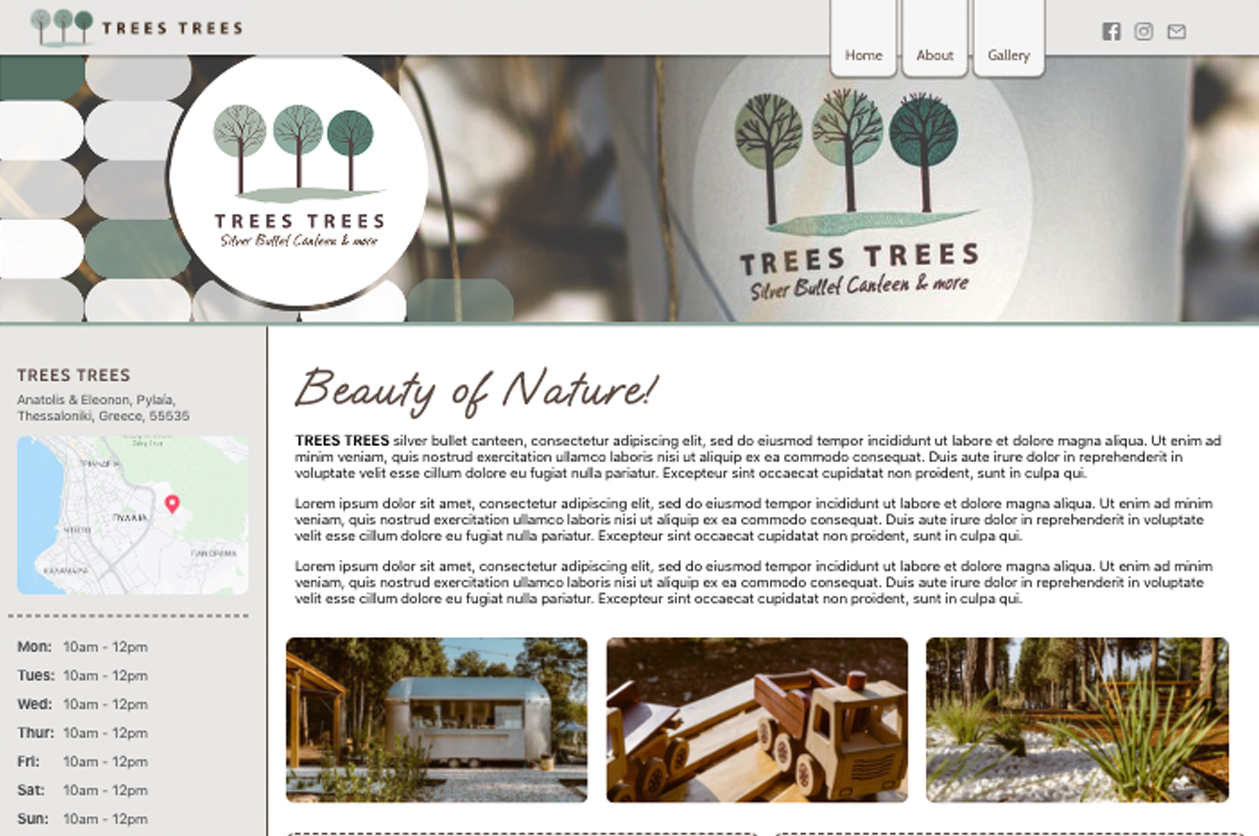 TREES TREES
Home
About
Gallery
TREES TREES
Silver Bullet Canteen & more
TREES TREES
Silver Bullet Canteen & more
TREES TREES
Anatolis & Eleonon, Pylaía,
Thessaloniki, Greece, 55535
ΠΥΛΑΙΑ
ΠΑΝΟΡΑΜΑ
ΚΑΛΑΜΑΡΙΑ
Mon: 10am - 12pm
Tues: 10am - 12pm
Wed: 10am - 12pm
Thur: 10am - 12pm
Fri: 10am - 12pm
Sat: 10am - 12pm
Sun: 10am - 12pm
Beauty of Nature!
TREES TREES silver bullet canteen, consectetur adipiscing elit, sed do eiusmod tempor incididunt ut labore et dolore magna aliqua. Ut enim ad
minim veniam, quis nostrud exercitation ullamco laboris nisi ut aliquip ex ea commodo consequat. Duis aute irure dolor in reprehenderit in
voluptate velit esse cillum dolore eu fugiat nulla pariatur. Excepteur sint occaecat cupidatat non proident, sunt in culpa qui.
Lorem ipsum dolor sit amet, consectetur adipiscing elit, sed do eiusmod tempor incididunt ut labore et dolore magna aliqua. Ut enim ad minim
veniam, quis nostrud exercitation ullamco laboris nisi ut aliquip ex ea commodo consequat. Duis aute irure dolor in reprehenderit in voluptate
velit esse cillum dolore eu fugiat nulla pariatur. Excepteur sint occaecat cupidatat non proident, sunt in culpa qui.
Lorem ipsum dolor sit amet, consectetur adipiscing elit, sed do eiusmod tempor incididunt ut labore et dolore magna aliqua. Ut enim ad minim
veniam, quis nostrud exercitation ullamco laboris nisi ut aliquip ex ea commodo consequat. Duis aute irure dolor in reprehenderit in voluptate
velit esse cillum dolore eu fugiat nulla pariatur. Excepteur sint occaecat cupidatat non proident, sunt in culpa qui.